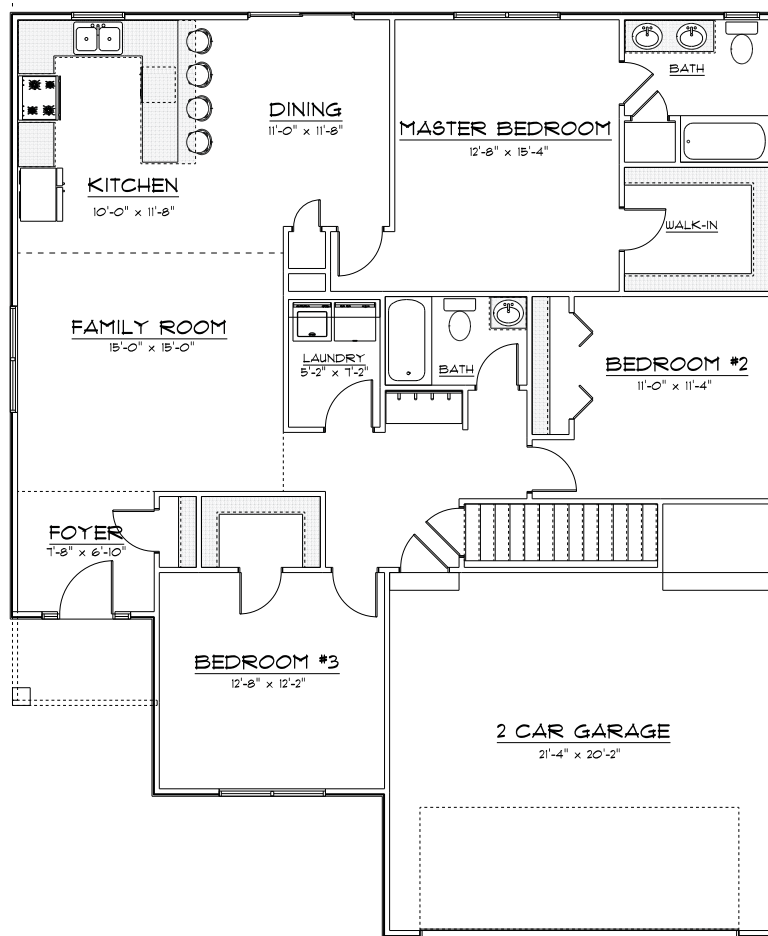 BATH
DINING
11'-0" x 11'-8"
MASTER BEDROOM
12'-8" x 15'-4"
KITCHEN
10'-0" x 11'-8"
WALK-IN
FAMILY ROOM
15'-0" x 15'-0"
LAUNDRY
5'-2" x 7'-2"
BATH
BEDROOM #2
11'-0" x 11'-4"
FOYER
7'-8" x 6'-10"
BEDROOM #3
12'-8" x 12'-2"
2 CAR GARAGE
21'-4" x 20'-2"